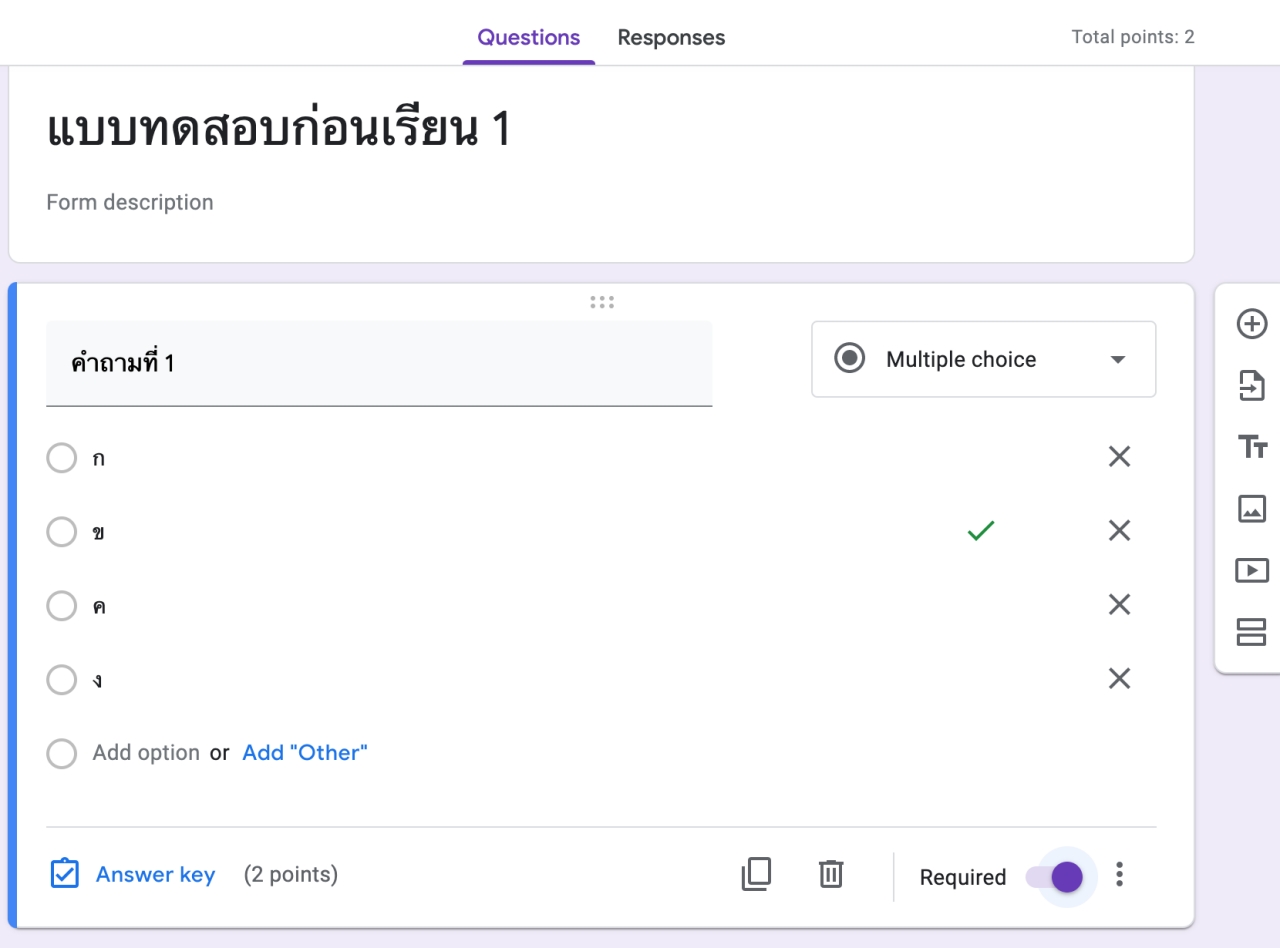 Questions Responses Total points: 2
แบบทดสอบก่อนเรียน 1
Form description
คำถามที่ 1
Multiple choice
ก
ข
ค
ง
Add option or Add "Other"
Answer key (2 points) Required
Tт